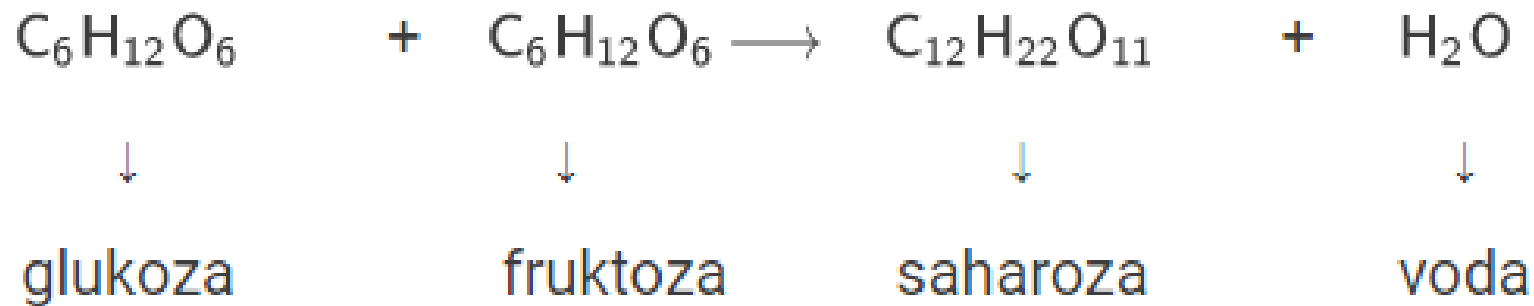 C₆H₁₂O₆ + C₆H₁₂O₆ ⟶ C₁₂H₂₂O₁₁ + H₂O
↓ ↓ ↓ ↓
glukoza fruktoza saharoza voda